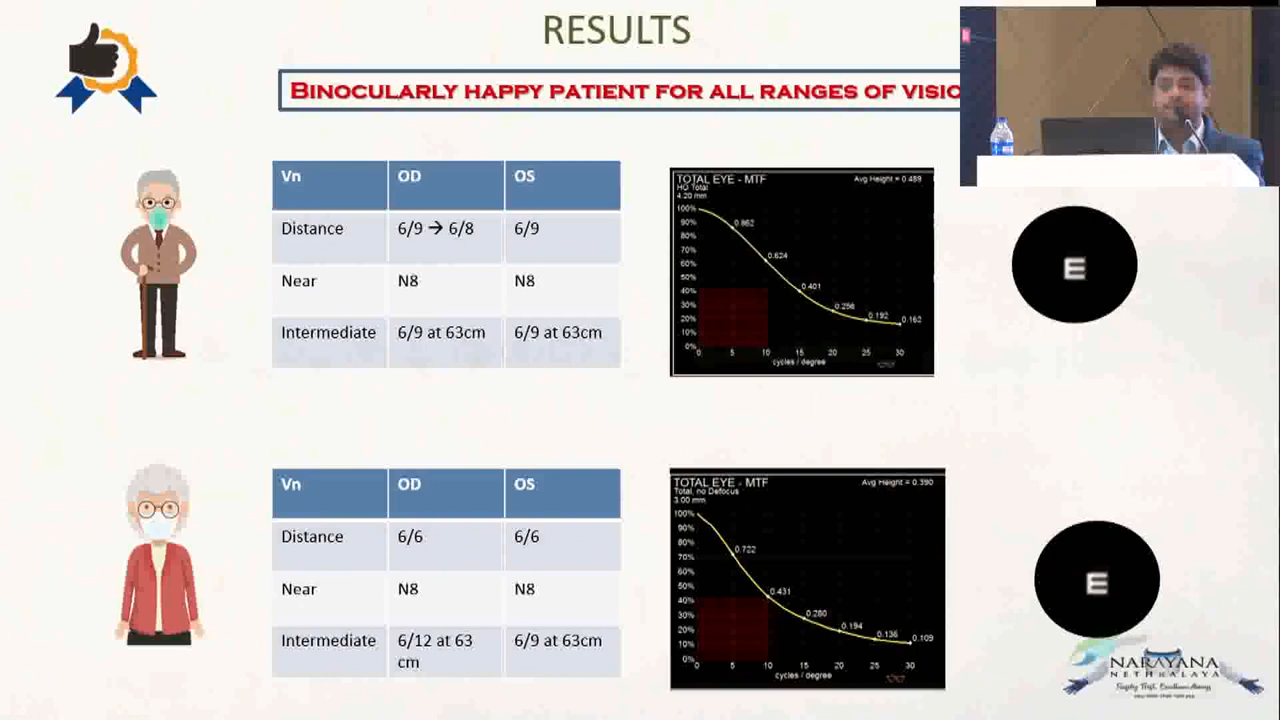 RESULTS
BINOCULARLY HAPPY PATIENT FOR ALL RANGES OF VISIO
Vn OD OS
Distance 6/9 → 6/8 6/9
Near N8 N8
Intermediate 6/9 at 63cm 6/9 at 63cm
TOTAL EYE - MTF Avg Height = 0.489
HO Total
4.20 mm
100%
90%
80%
70%
60%
50%
40%
30%
20%
10%
0%
0.862
0.624
0.401
0.256
0.192
0.162
0 5 10 15 20 25 30
cycles / degree
E
Vn OD OS
Distance 6/6 6/6
Near N8 N8
Intermediate 6/12 at 63 6/9 at 63cm
cm
TOTAL EYE - MTF Avg Height = 0.390
Total, no Defocus
3.00 mm
100%
90%
80%
70%
60%
50%
40%
30%
20%
10%
0%
0.722
0.431
0.280
0.194
0.136
0.109
0 5 10 15 20 25 30
cycles / degree
E
NARAYANA
NETHRALAYA